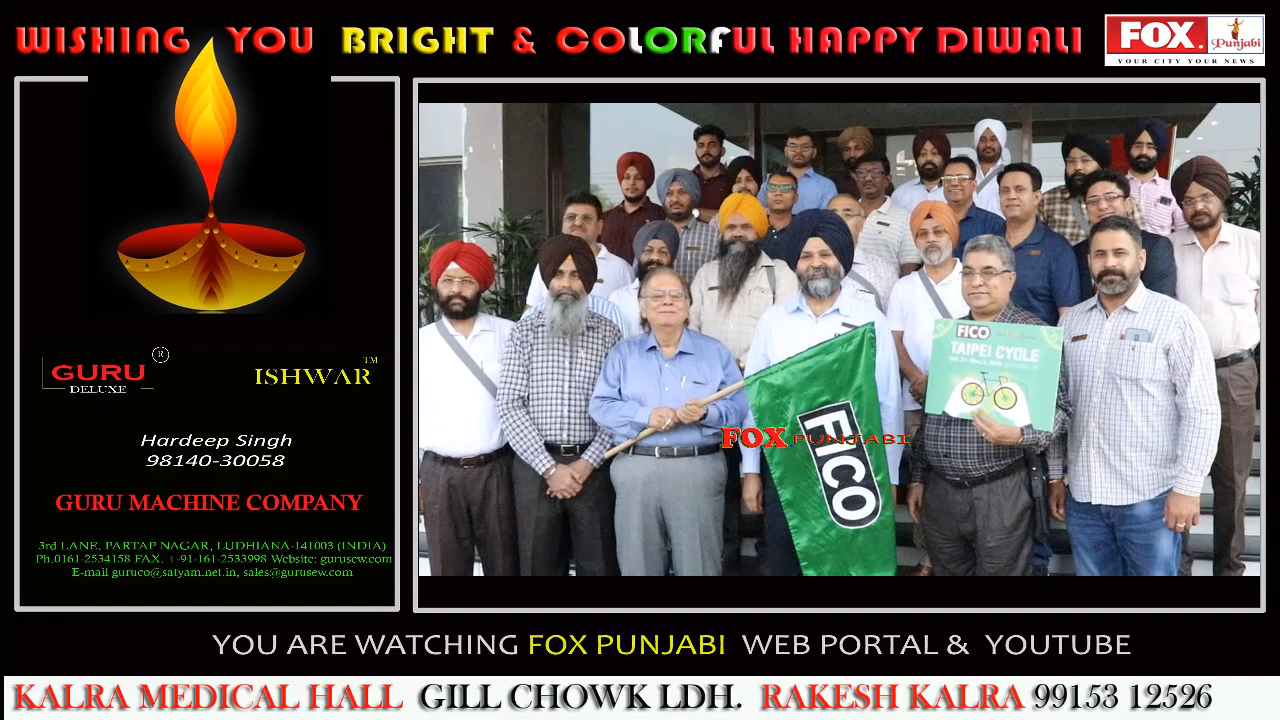 WISHING YOU BRIGHT & COLORFUL HAPPY DIWALI
FOX. Punjabi
YOUR CITY YOUR NEWS
GURU ®
DELUXE
ISHWAR™
Hardeep Singh
98140-30058
GURU MACHINE COMPANY
3rd LANE, PARTAP NAGAR, LUDHIANA-141003 (INDIA)
Ph.0161-2534158 FAX. ++91-161-2533998 Website: gurusew.com
E-mail guruco@satyam.net.in, sales@gurusew.com
FICO
TAIPEI CYCLE
FOX PUNJABI
FICO
YOU ARE WATCHING FOX PUNJABI WEB PORTAL & YOUTUBE
KALRA MEDICAL HALL GILL CHOWK LDH. RAKESH KALRA 99153 12526